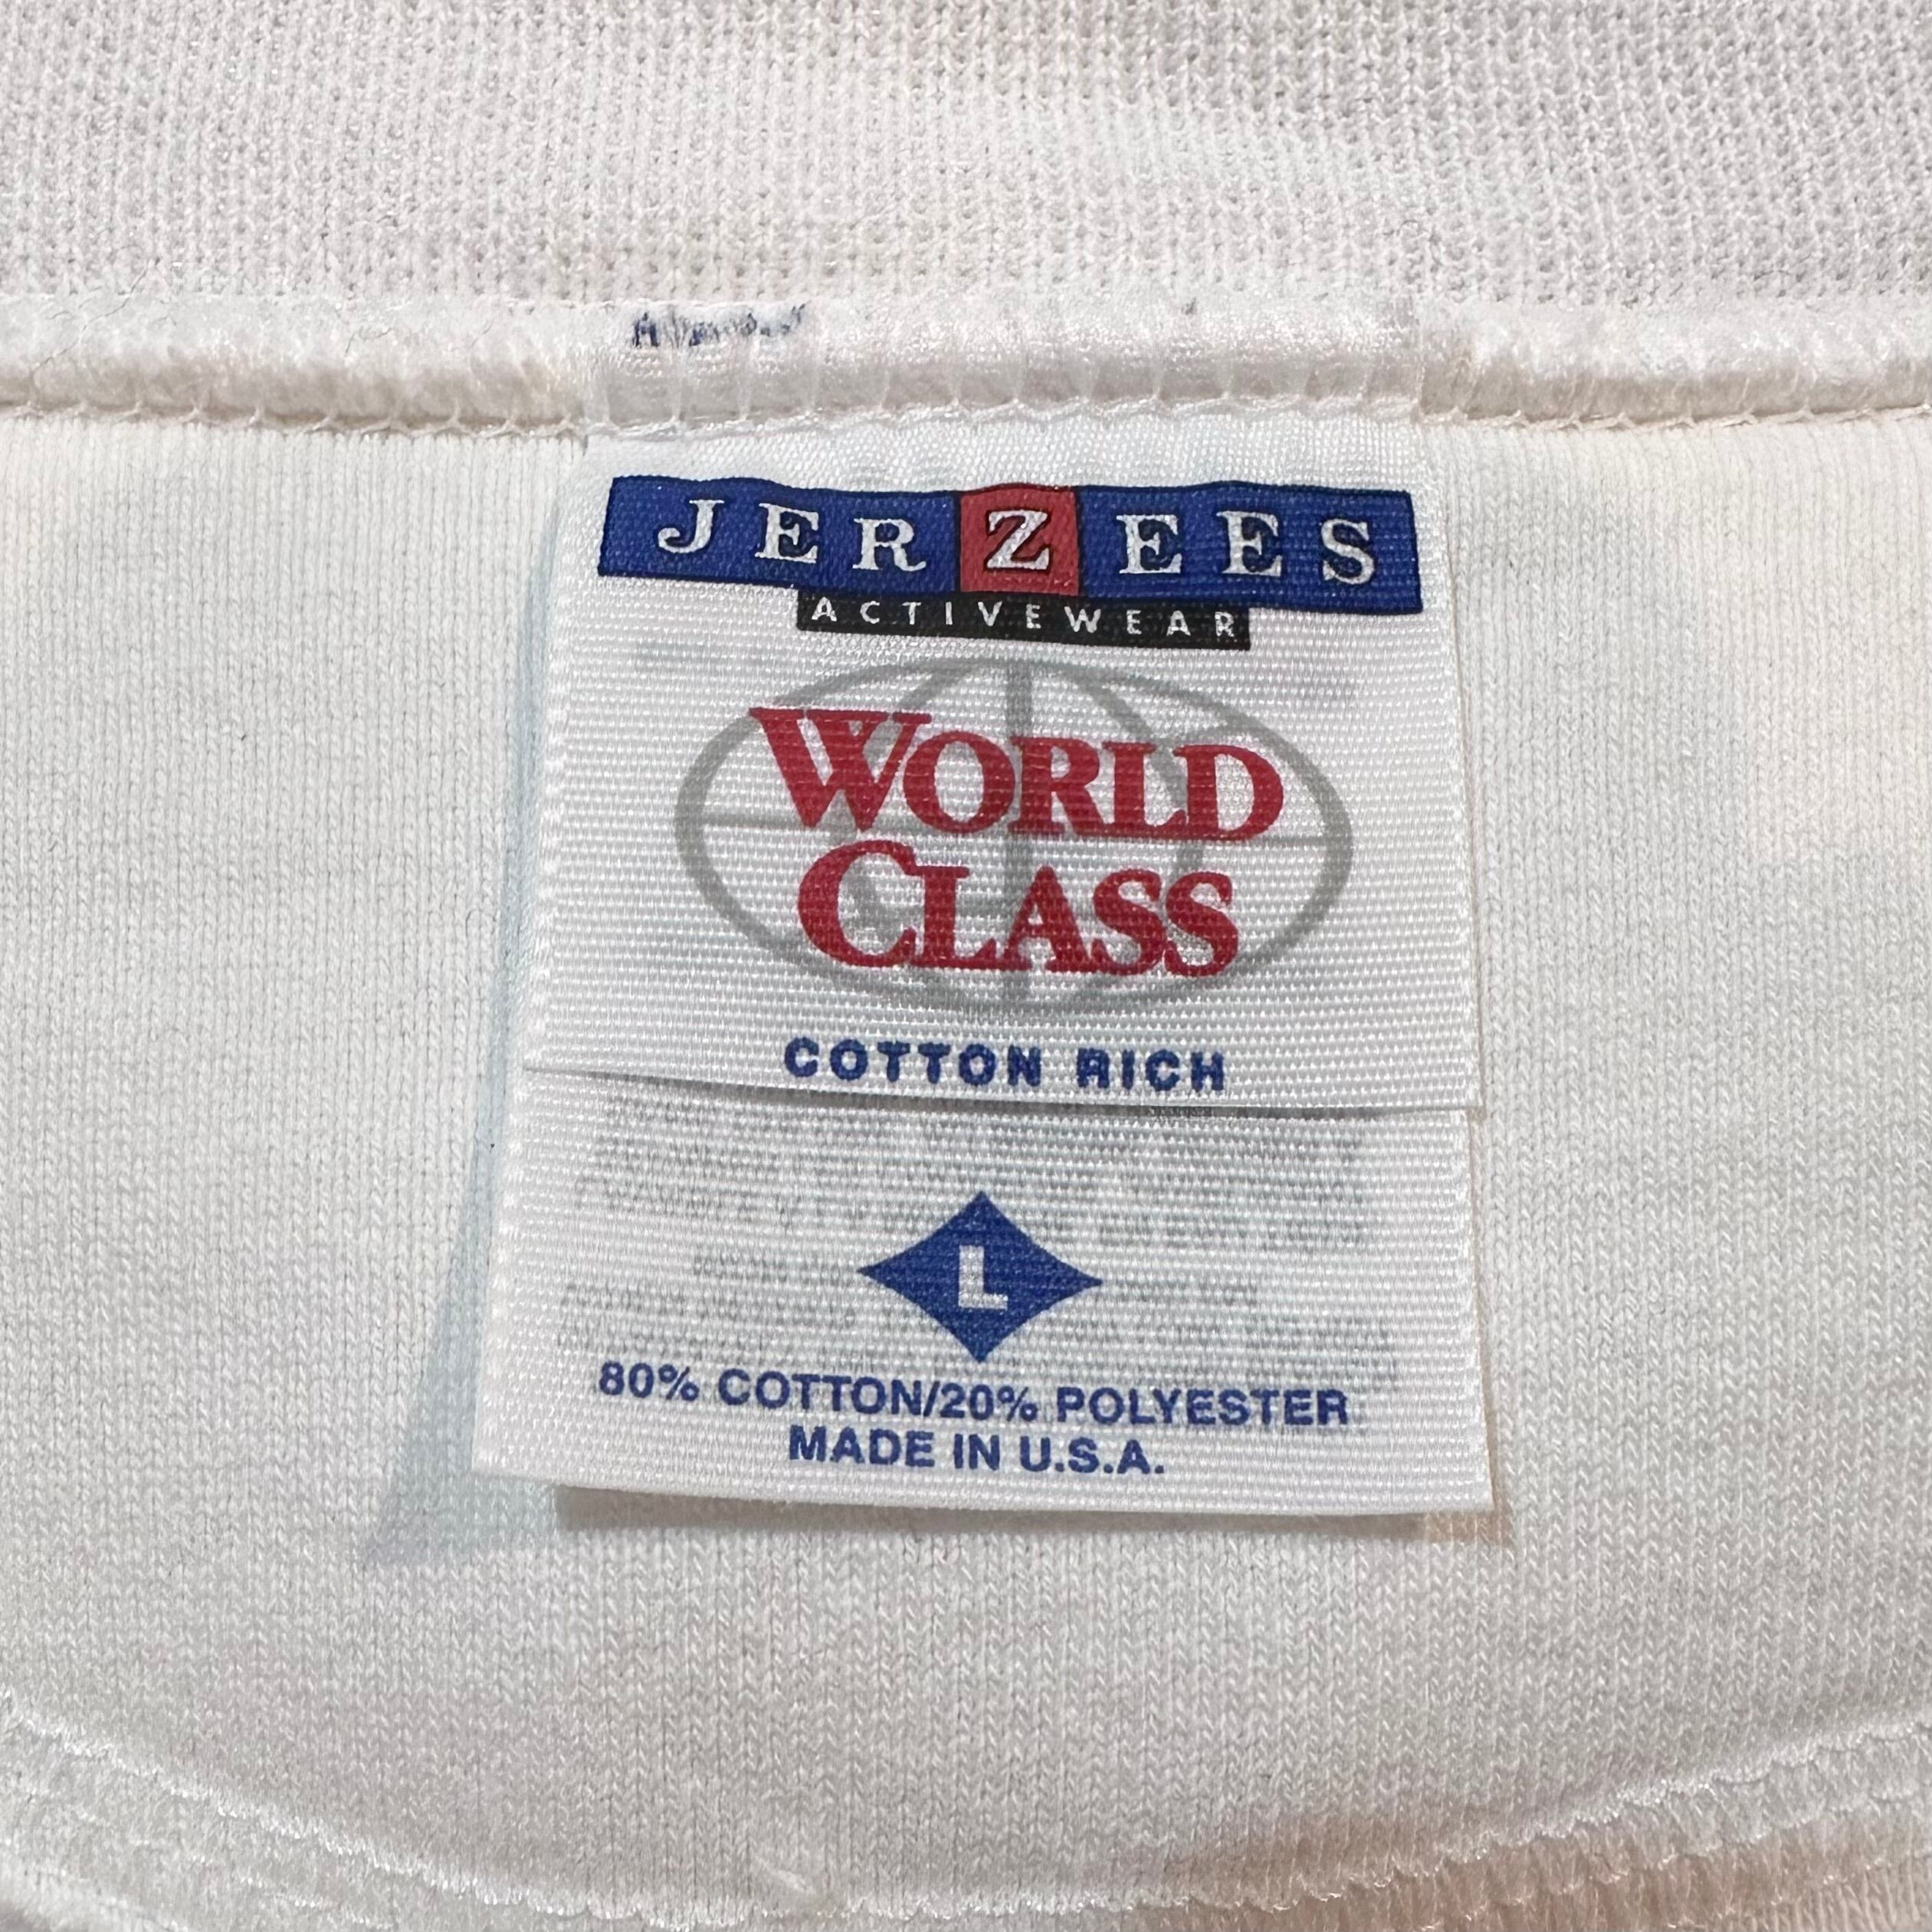 JERZEES
ACTIVEWEAR
WORLD
CLASS
COTTON RICH
L
80% COTTON/20% POLYESTER
MADE IN U.S.A.